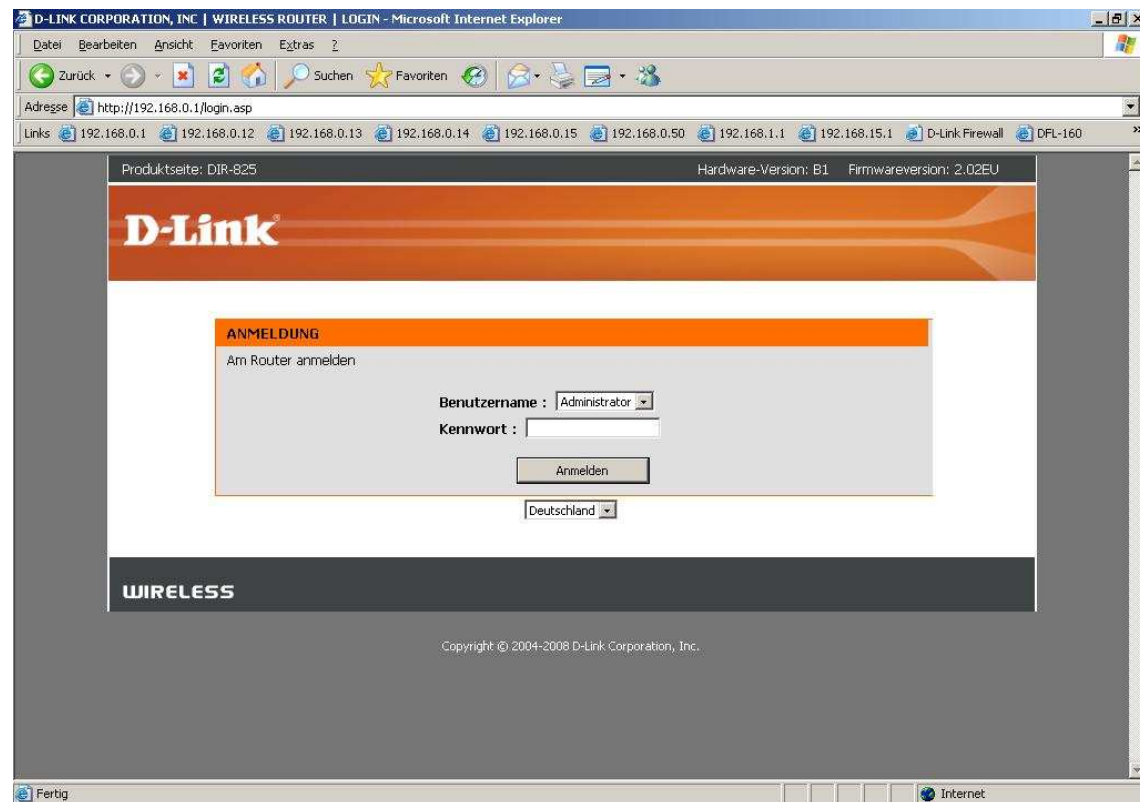 D-LINK CORPORATION, INC | WIRELESS ROUTER | LOGIN - Microsoft Internet Explorer
Datei Bearbeiten Ansicht Favoriten Extras ?
Zurück Suchen Favoriten
Adresse http://192.168.0.1/login.asp
Links 192.168.0.1 192.168.0.12 192.168.0.13 192.168.0.14 192.168.0.15 192.168.0.50 192.168.1.1 192.168.15.1 D-Link Firewall DFL-160 »
Produktseite: DIR-825 Hardware-Version: B1 Firmwareversion: 2.02EU
D-Link®
ANMELDUNG
Am Router anmelden
Benutzername : Administrator
Kennwort :
Anmelden
Deutschland
WIRELESS
Copyright © 2004-2008 D-Link Corporation, Inc.
Fertig Internet